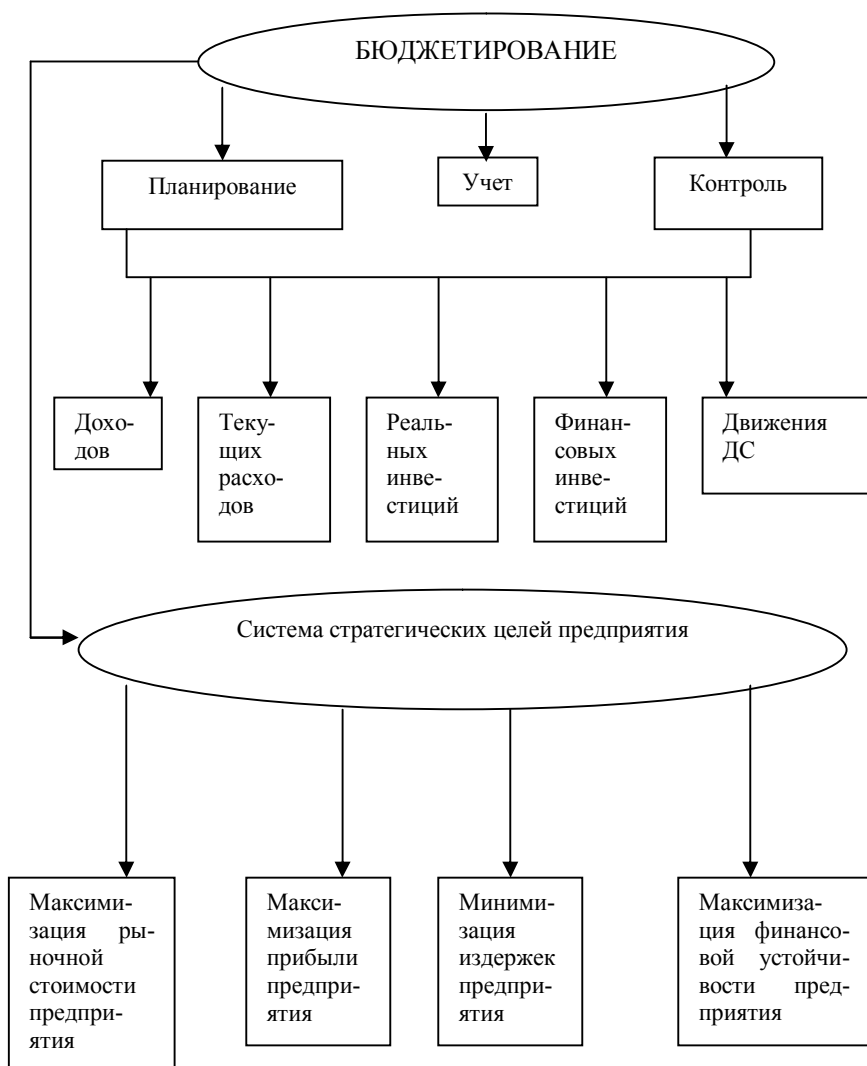 БЮДЖЕТИРОВАНИЕ
Планирование
Учет
Контроль
Дохо-
дов
Теку-
щих
расхо-
дов
Реаль-
ных
инве-
стиций
Финан-
совых
инве-
стиций
Движения
ДС
Система стратегических целей предприятия
Максими-
зация ры-
ночной
стоимости
предпри-
ятия
Макси-
мизация
прибыли
предпри-
ятия
Миними-
зация
издержек
предпри-
ятия
Максимиза-
ция финансо-
вой устойчи-
вости пред-
приятия